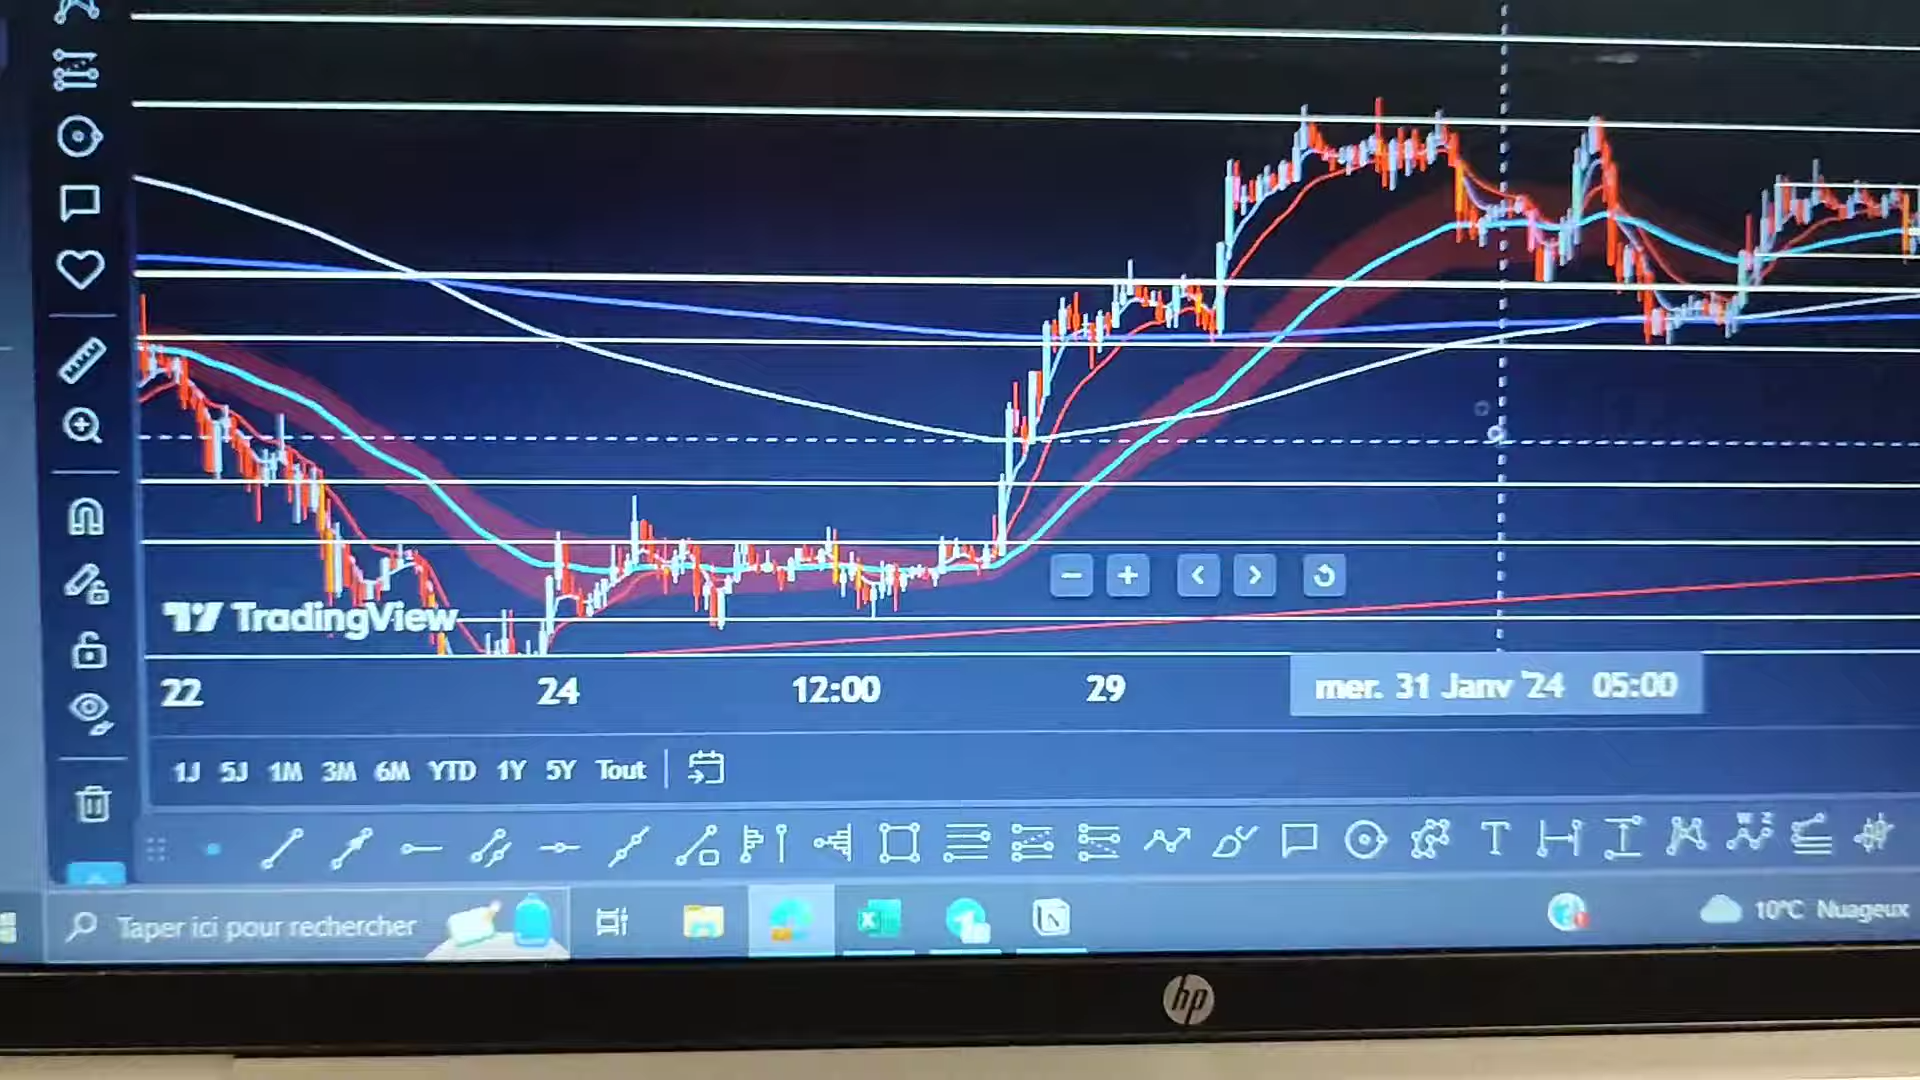 TradingView
22 24 12:00 29 mer. 31 Janv '24 05:00
1J 5J 1M 3M 6M YTD 1Y 5Y Tout
T
Taper ici pour rechercher
10°C Nuageux
hp